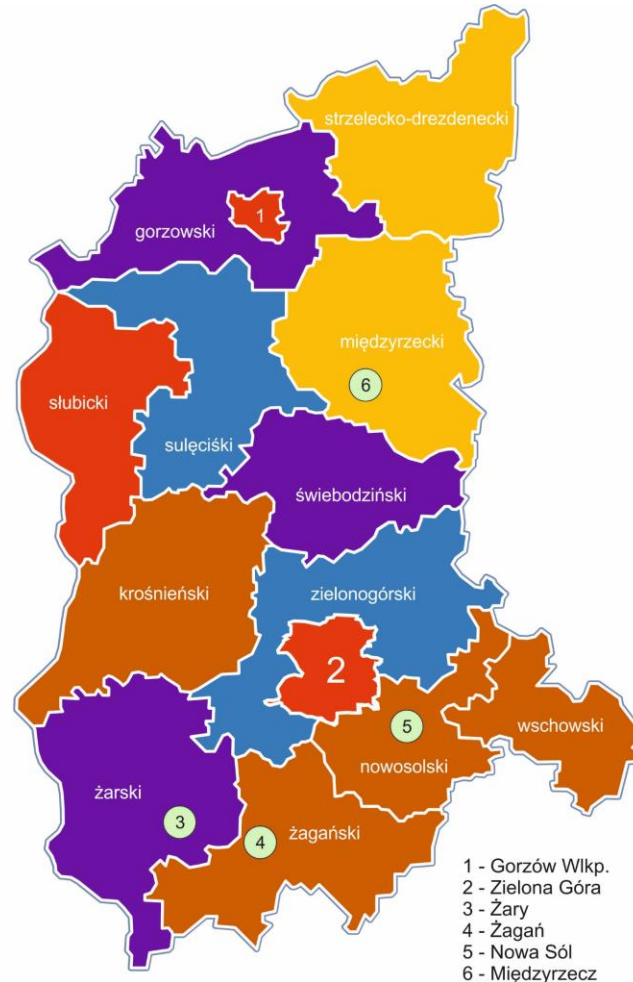 strzelecko-drezdenecki
1
gorzowski
międzyrzecki
6
słubicki
sulęciśki
świebodziński
krośnieński
zielonogórski
2
5
wschowski
nowosolski
żarski
3
4
żagański
1 - Gorzów Wlkp.
2 - Zielona Góra
3 - Żary
4 - Żagań
5 - Nowa Sól
6 - Międzyrzecz